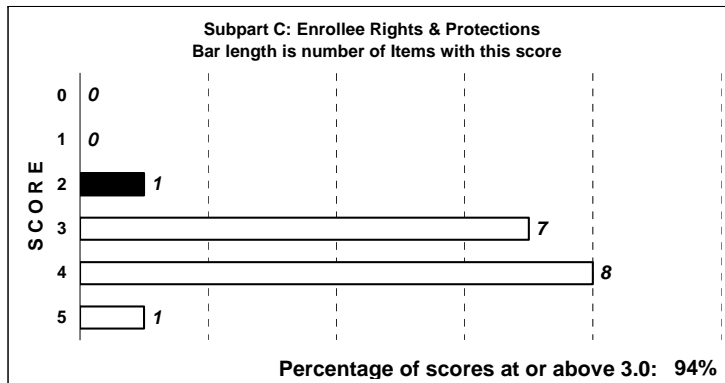 Subpart C: Enrollee Rights & Protections
Bar length is number of Items with this score
SCORE
0 0
1 0
2 1
3 7
4 8
5 1
Percentage of scores at or above 3.0: 94%